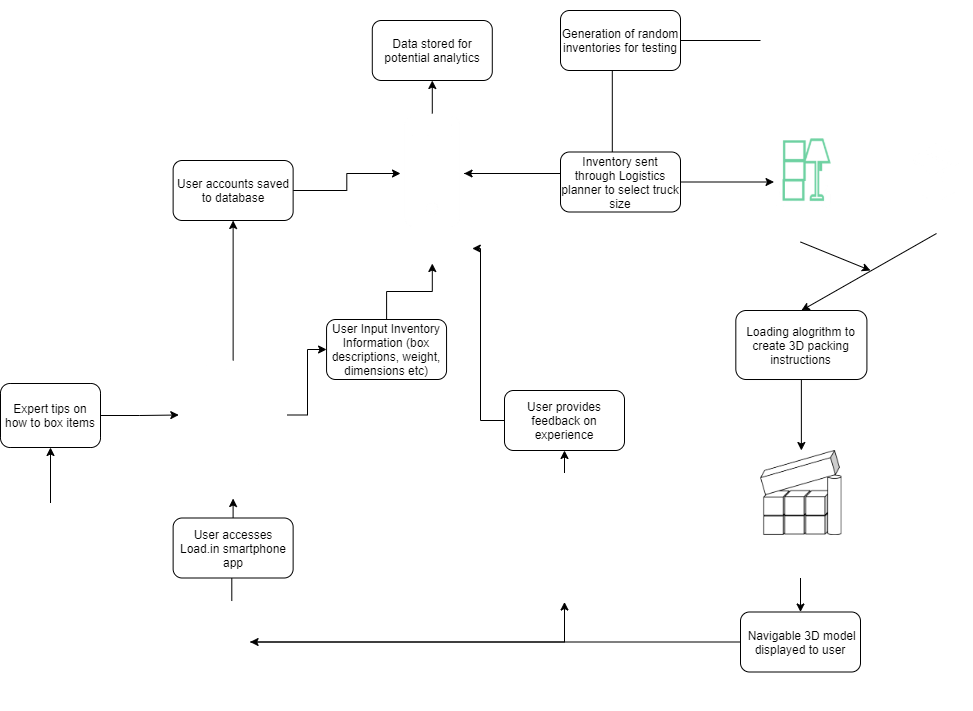 Data stored for
potential analytics
Generation of random
inventories for testing
User accounts saved
to database
Inventory sent
through Logistics
planner to select truck
size
User Input Inventory
Information (box
descriptions, weight,
dimensions etc)
Loading alogrithm to
create 3D packing
instructions
Expert tips on
how to box items
User provides
feedback on
experience
User accesses
Load.in smartphone
app
Navigable 3D model
displayed to user